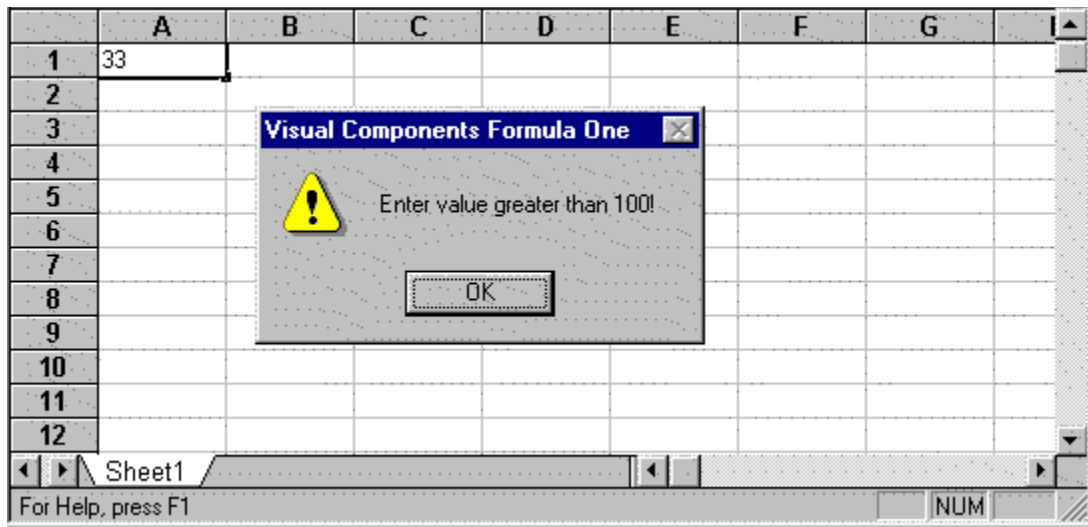 A B C D E F G
1 33
2
3
Visual Components Formula One
4
5
Enter value greater than 100!
6
7
8
OK
9
10
11
12
Sheet1
For Help, press F1 NUM